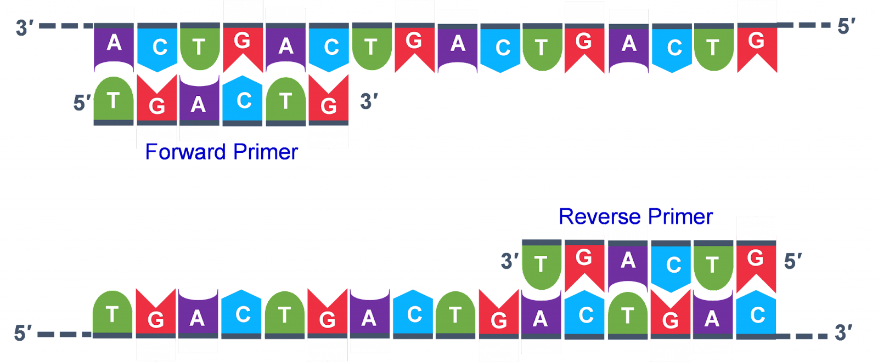 3′ A C T G A C T G A C T G A C T G 5′
5′ T G A C T G 3′
Forward Primer
Reverse Primer
3′ T G A C T G 5′
5′ T G A C T G A C T G A C T G A C 3′